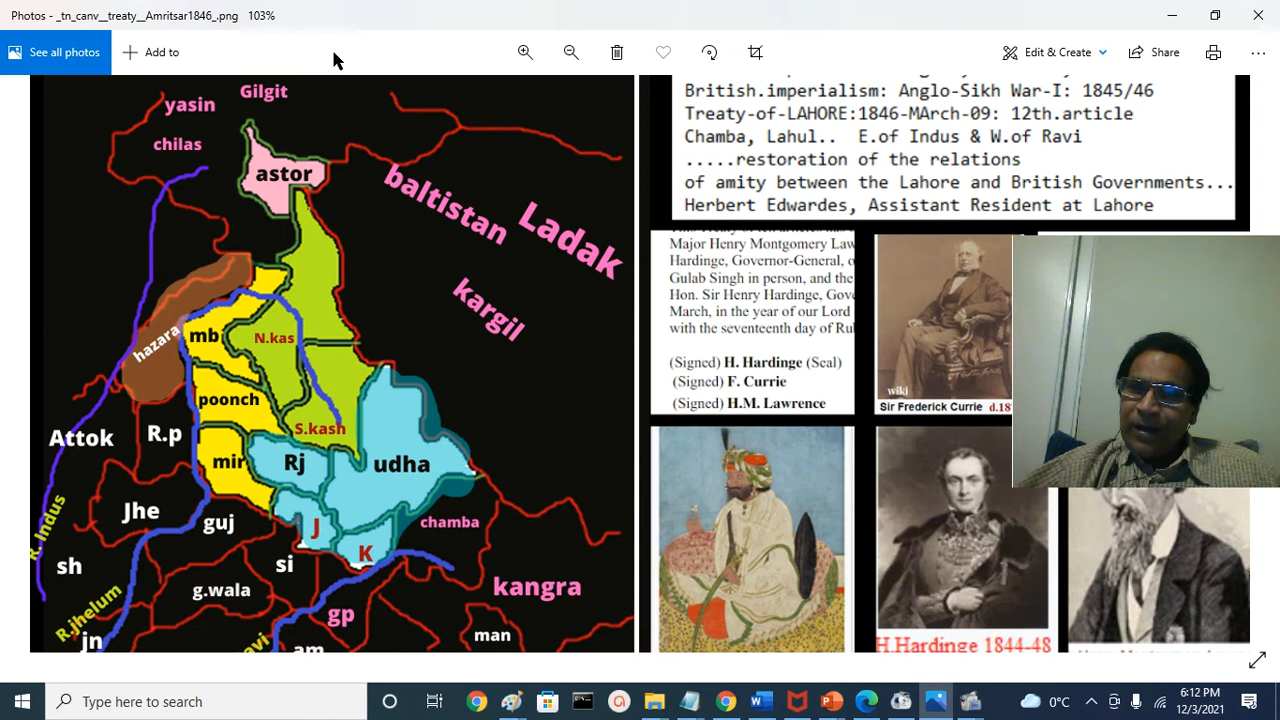 Photos - _tn_canv__treaty__Amritsar1846_.png 103%
See all photos
Add to
Edit & Create
Share
Gilgit
yasin
chilas
astor
baltistan
Ladak
kargil
hazara
mb
N.kas
poonch
S.kash
Attok
R.p
mir
Rj
udha
Jhe
guj
J
chamba
R. Indus
sh
si
K
g.wala
kangra
R.jhelum
gp
jn
man
am
British.imperialism: Anglo-Sikh War-I: 1845/46
Treaty-of-LAHORE:1846-MArch-09: 12th.article
Chamba, Lahul.. E.of Indus & W.of Ravi
.....restoration of the relations
of amity between the Lahore and British Governments...
Herbert Edwardes, Assistant Resident at Lahore
Major Henry Montgomery Law
Hardinge, Governor-General, o
Gulab Singh in person, and the
Hon. Sir Henry Hardinge, Gove
March, in the year of our Lord
with the seventeenth day of Rul
(Signed) H. Hardinge (Seal)
(Signed) F. Currie
(Signed) H.M. Lawrence
wiki
Sir Frederick Currie d.18
H.Hardinge 1844-48
Type here to search
0°C
6:12 PM
12/3/2021